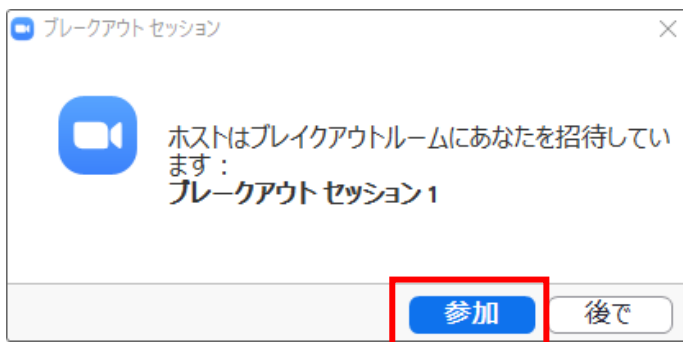 ブレークアウト セッション
ホストはブレイクアウトルームにあなたを招待してい
ます：
ブレークアウト セッション 1
参加
後で